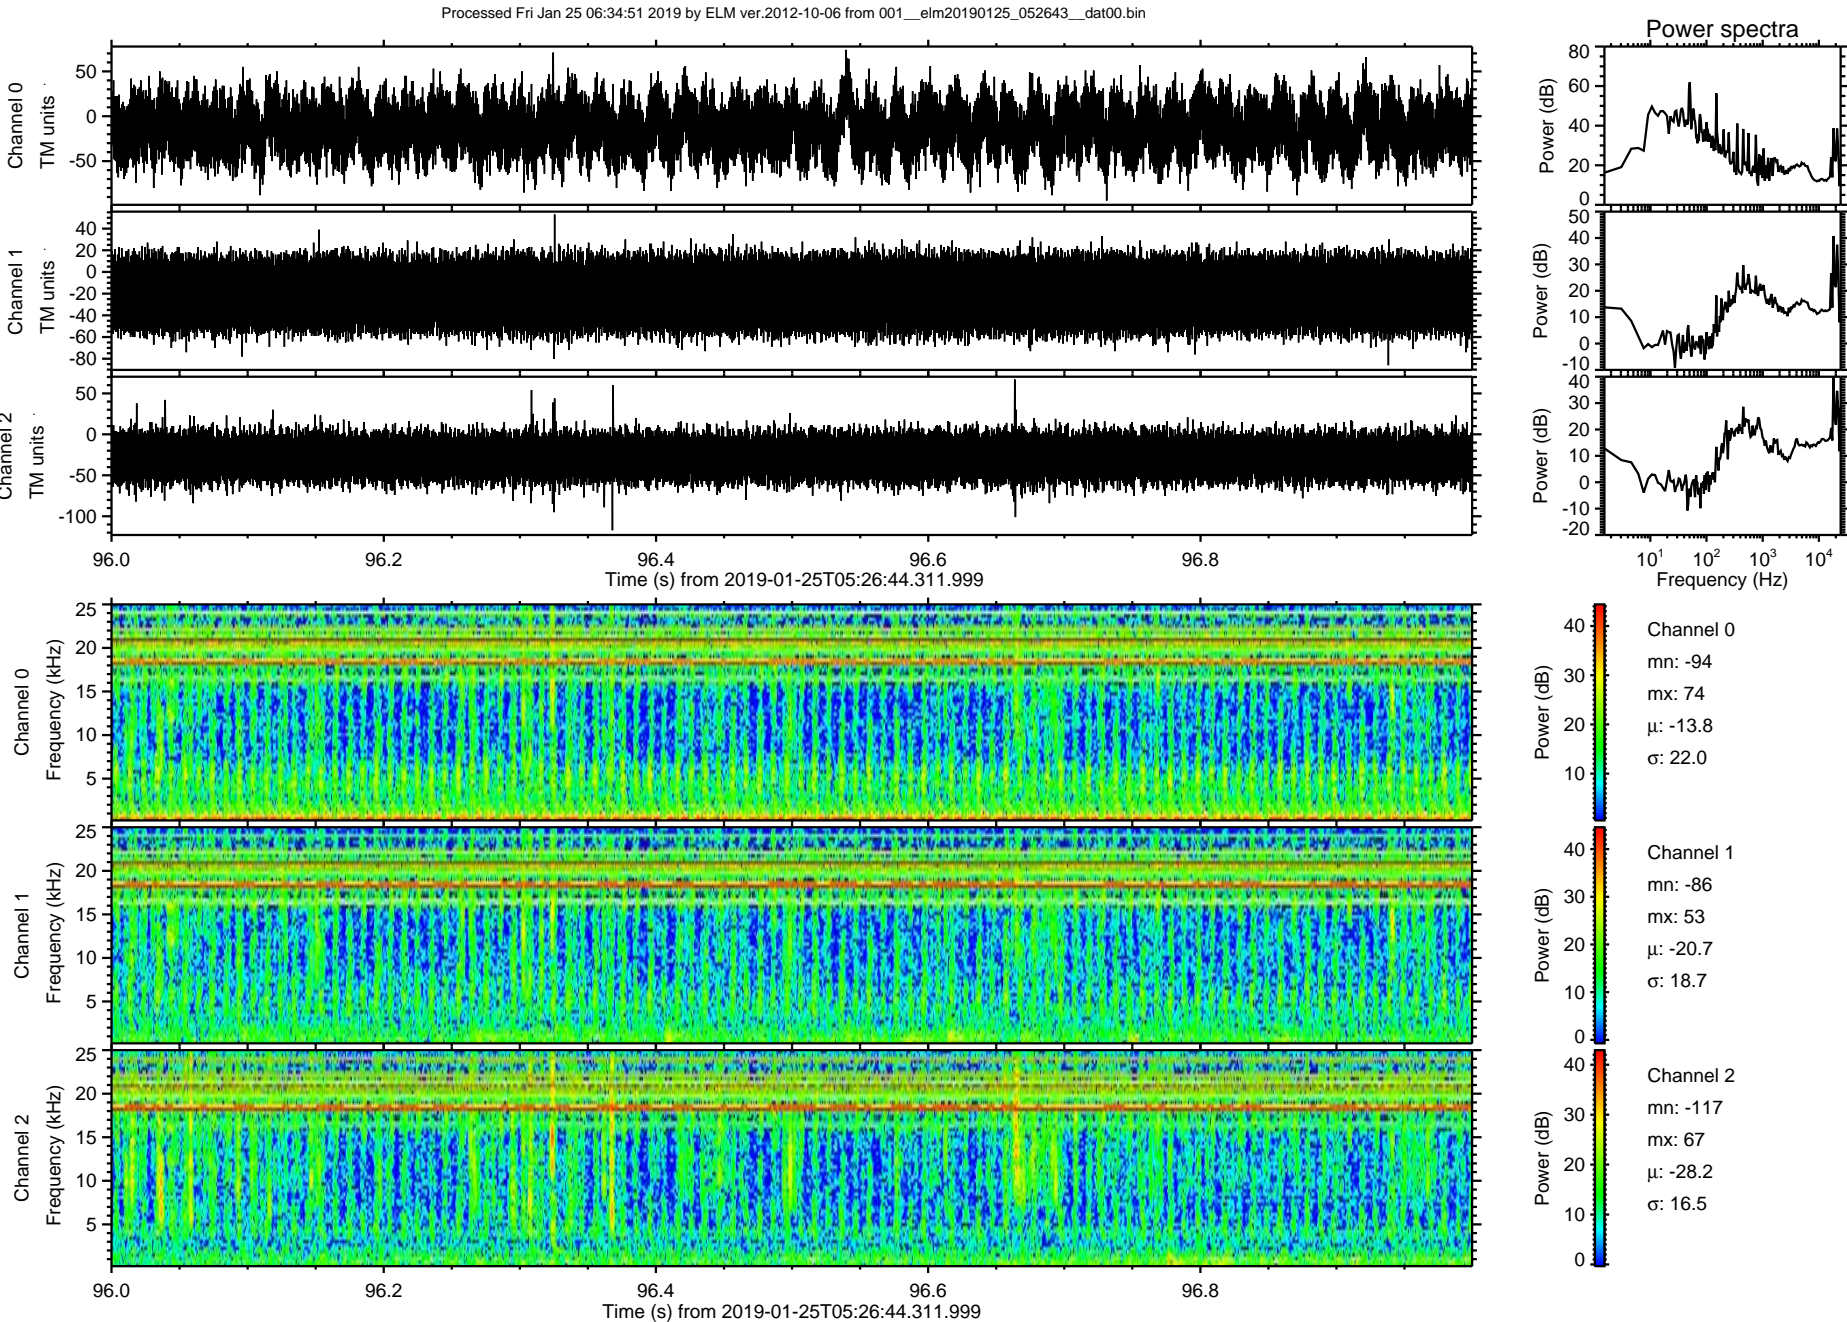 Processed Fri Jan 25 06:34:51 2019 by ELM ver.2012-10-06 from 001__elm20190125_052643__dat00.bin
Power spectra
Channel 0
TM units
50
0
-50
Power (dB)
80
60
40
20
0
Channel 1
TM units
40
20
0
-20
-40
-60
-80
Power (dB)
50
40
30
20
10
0
-10
Channel 2
TM units
50
0
-50
-100
Power (dB)
40
30
20
10
0
-10
-20
96.0 96.2 96.4 96.6 96.8
Time (s) from 2019-01-25T05:26:44.311.999
10^1 10^2 10^3 10^4
Frequency (Hz)
Channel 0
Frequency (kHz)
25
20
15
10
5
Power (dB)
40
30
20
10
Channel 0
mn: -94
mx: 74
μ: -13.8
σ: 22.0
Channel 1
Frequency (kHz)
25
20
15
10
5
Power (dB)
40
30
20
10
0
Channel 1
mn: -86
mx: 53
μ: -20.7
σ: 18.7
Channel 2
Frequency (kHz)
25
20
15
10
5
Power (dB)
40
30
20
10
0
Channel 2
mn: -117
mx: 67
μ: -28.2
σ: 16.5
96.0 96.2 96.4 96.6 96.8
Time (s) from 2019-01-25T05:26:44.311.999